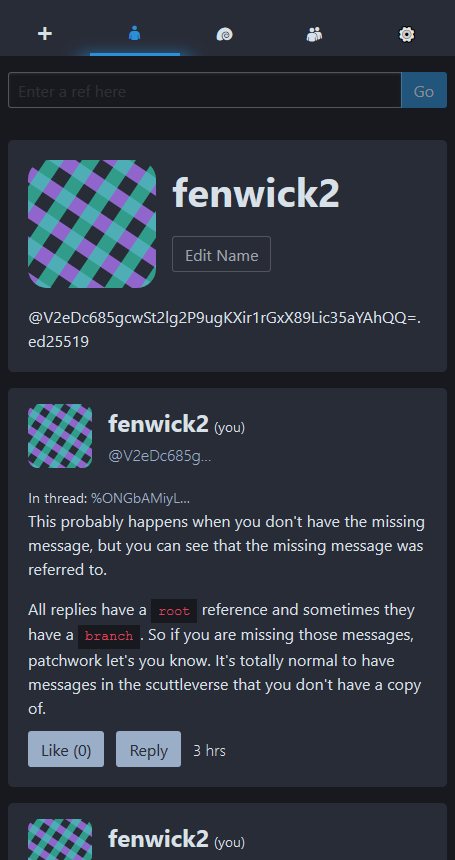 Enter a ref here
Go
fenwick2
Edit Name
@V2eDc685gcwSt2lg2P9ugKXir1rGxX89Lic35aYAhQQ=.
ed25519
fenwick2 (you)
@V2eDc685g...
In thread: %ONGbAMiyL...
This probably happens when you don't have the missing
message, but you can see that the missing message was
referred to.
All replies have a root reference and sometimes they
have a branch. So if you are missing those messages,
patchwork let's you know. It's totally normal to have
messages in the scuttleverse that you don't have a copy
of.
Like (0)
Reply
3 hrs
fenwick2 (you)